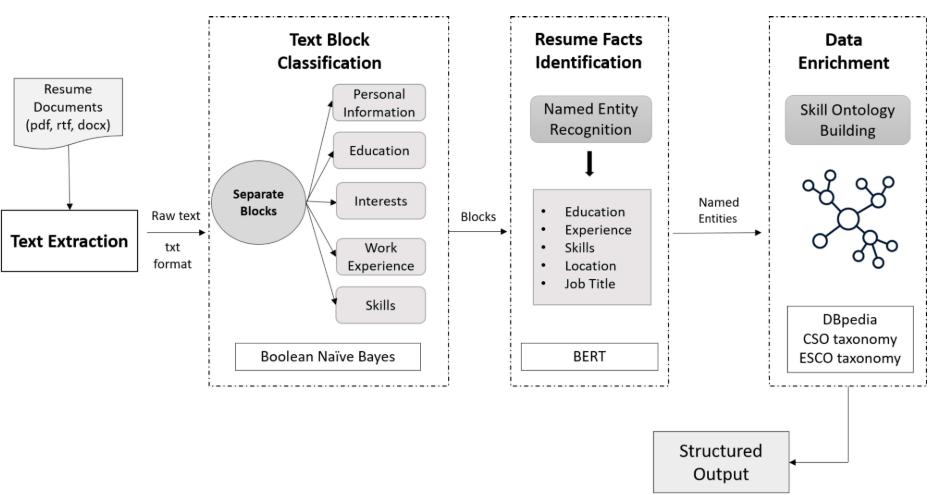 Resume
Documents
(pdf, rtf, docx)
Text Extraction
Raw text
txt
format
Text Block
Classification
Separate
Blocks
Personal
Information
Education
Interests
Work
Experience
Skills
Boolean Naïve Bayes
Blocks
Resume Facts
Identification
Named Entity
Recognition
• Education
• Experience
• Skills
• Location
• Job Title
BERT
Named
Entities
Data
Enrichment
Skill Ontology
Building
DBpedia
CSO taxonomy
ESCO taxonomy
Structured
Output